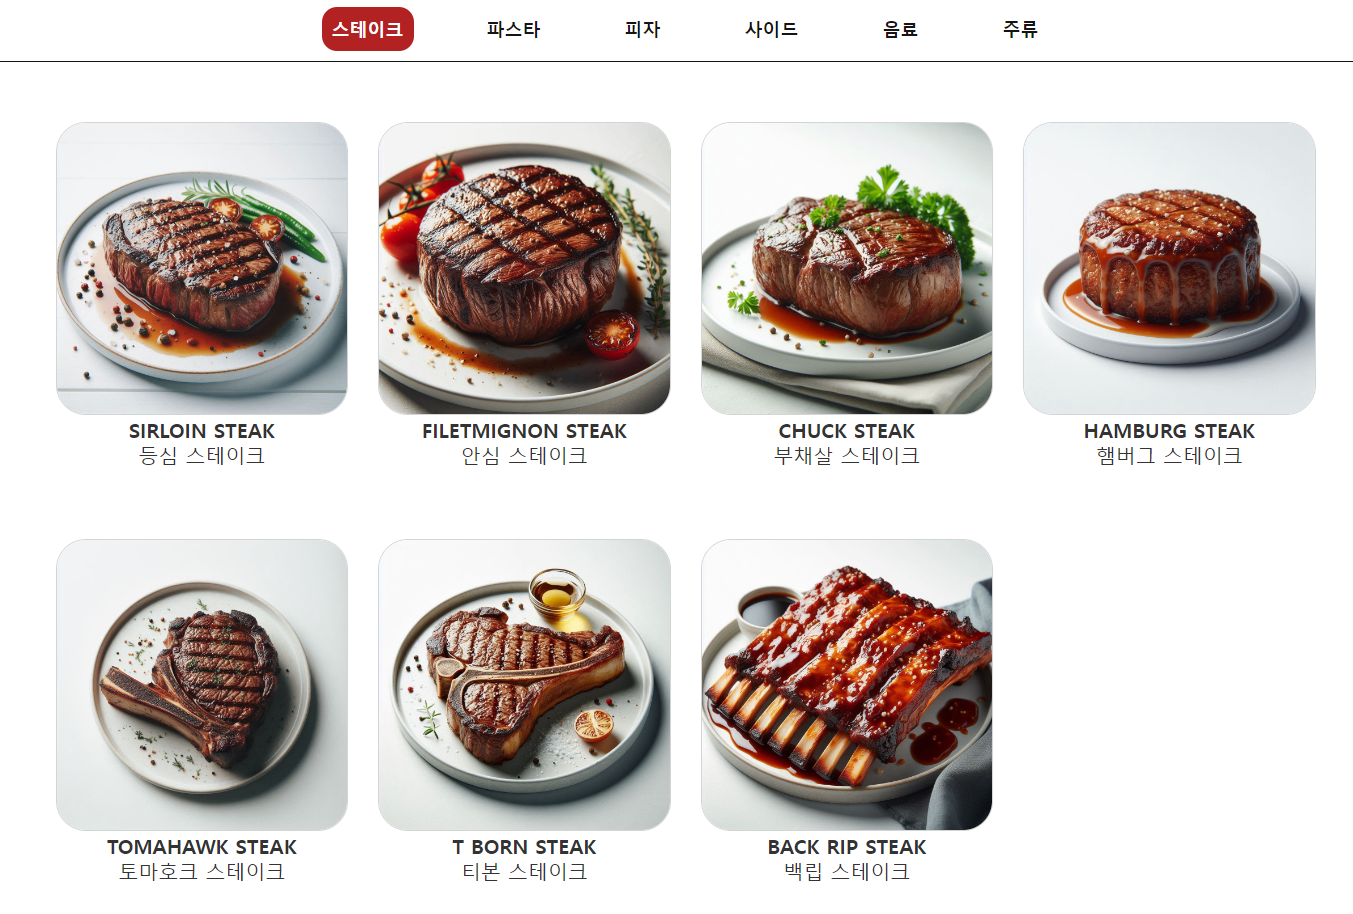 스테이크 파스타 피자 사이드 음료 주류
SIRLOIN STEAK
등심 스테이크
FILETMIGNON STEAK
안심 스테이크
CHUCK STEAK
부채살 스테이크
HAMBURG STEAK
햄버그 스테이크
TOMAHAWK STEAK
토마호크 스테이크
T BORN STEAK
티본 스테이크
BACK RIP STEAK
백립 스테이크